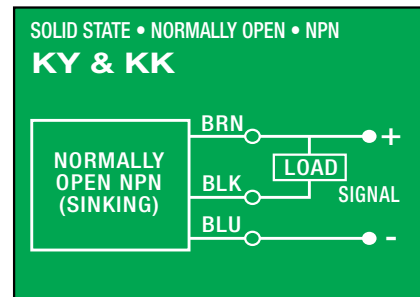 SOLID STATE • NORMALLY OPEN • NPN
KY & KK
BRN
+
NORMALLY
OPEN NPN
(SINKING)
LOAD
BLK
SIGNAL
BLU
-